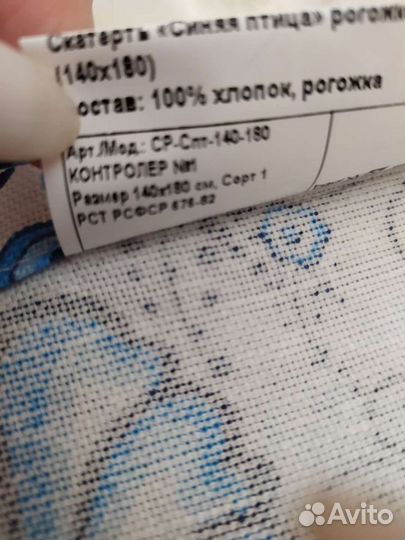 Скатерть «Синяя птица» рогожка
(140х180)
Состав: 100% хлопок, рогожка
Арт./Мод.: СР-Спт-140-180
КОНТРОЛЕР №1
Размер 140х180 см, Сорт 1
РСТ РСФСР 676-82
Avito